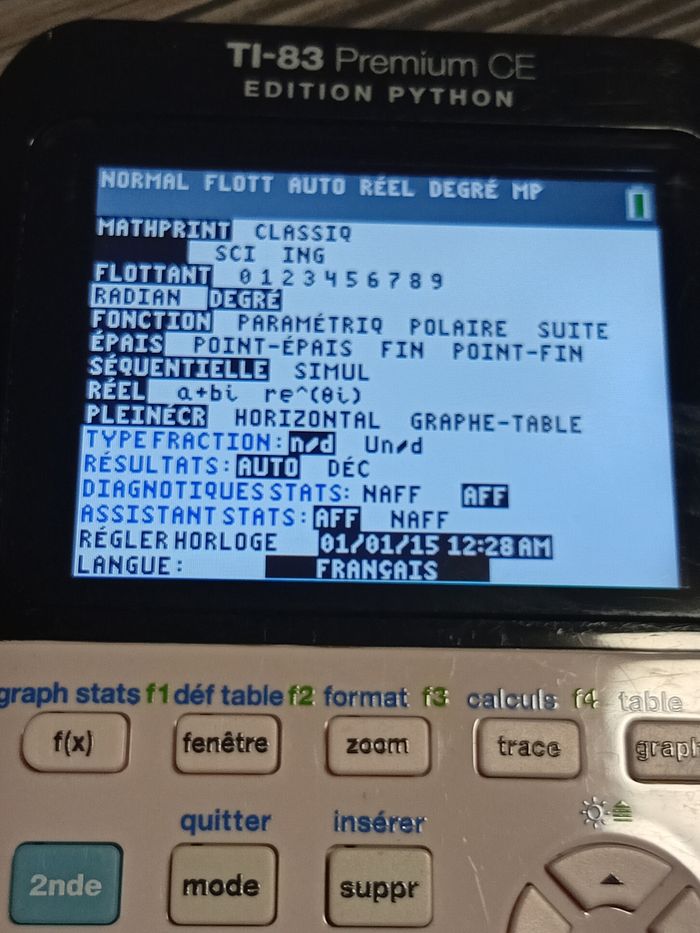 TI-83 Premium CE
EDITION PYTHON
NORMAL FLOTT AUTO RÉEL DEGRÉ MP
MATHPRINT CLASSIQ
SCI ING
FLOTTANT 0 1 2 3 4 5 6 7 8 9
RADIAN DEGRÉ
FONCTION PARAMÉTRIQ POLAIRE SUITE
ÉPAIS POINT-ÉPAIS FIN POINT-FIN
SÉQUENTIELLE SIMUL
RÉEL a+bi re^(θi)
PLEINÉCR HORIZONTAL GRAPHE-TABLE
TYPE FRACTION: n/d Un/d
RÉSULTATS: AUTO DÉC
DIAGNOTIQUES STATS: NAFF AFF
ASSISTANT STATS: AFF NAFF
RÉGLER HORLOGE 01/01/15 12:28 AM
LANGUE: FRANÇAIS
graph stats f1 déf table f2 format f3 calculs f4 table
f(x) fenêtre zoom trace graph
quitter insérer
2nde mode suppr